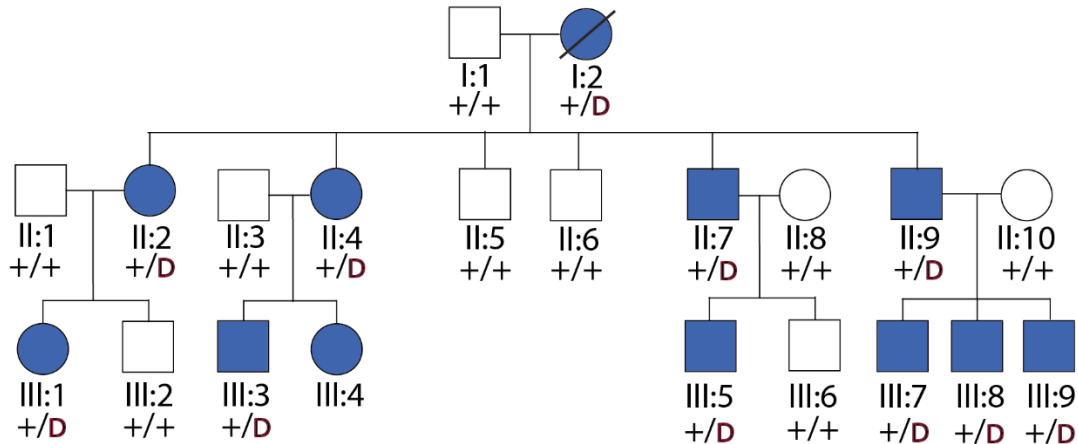 I:1 I:2
+/+ +/D
II:1 II:2 II:3 II:4 II:5 II:6 II:7 II:8 II:9 II:10
+/+ +/D +/+ +/D +/+ +/+ +/D +/+ +/D +/+
III:1 III:2 III:3 III:4 III:5 III:6 III:7 III:8 III:9
+/D +/+ +/D +/D +/+ +/D +/D +/D